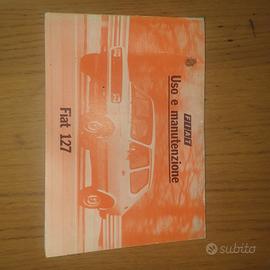 FIAT
Uso e manutenzione
Fiat 127
subito